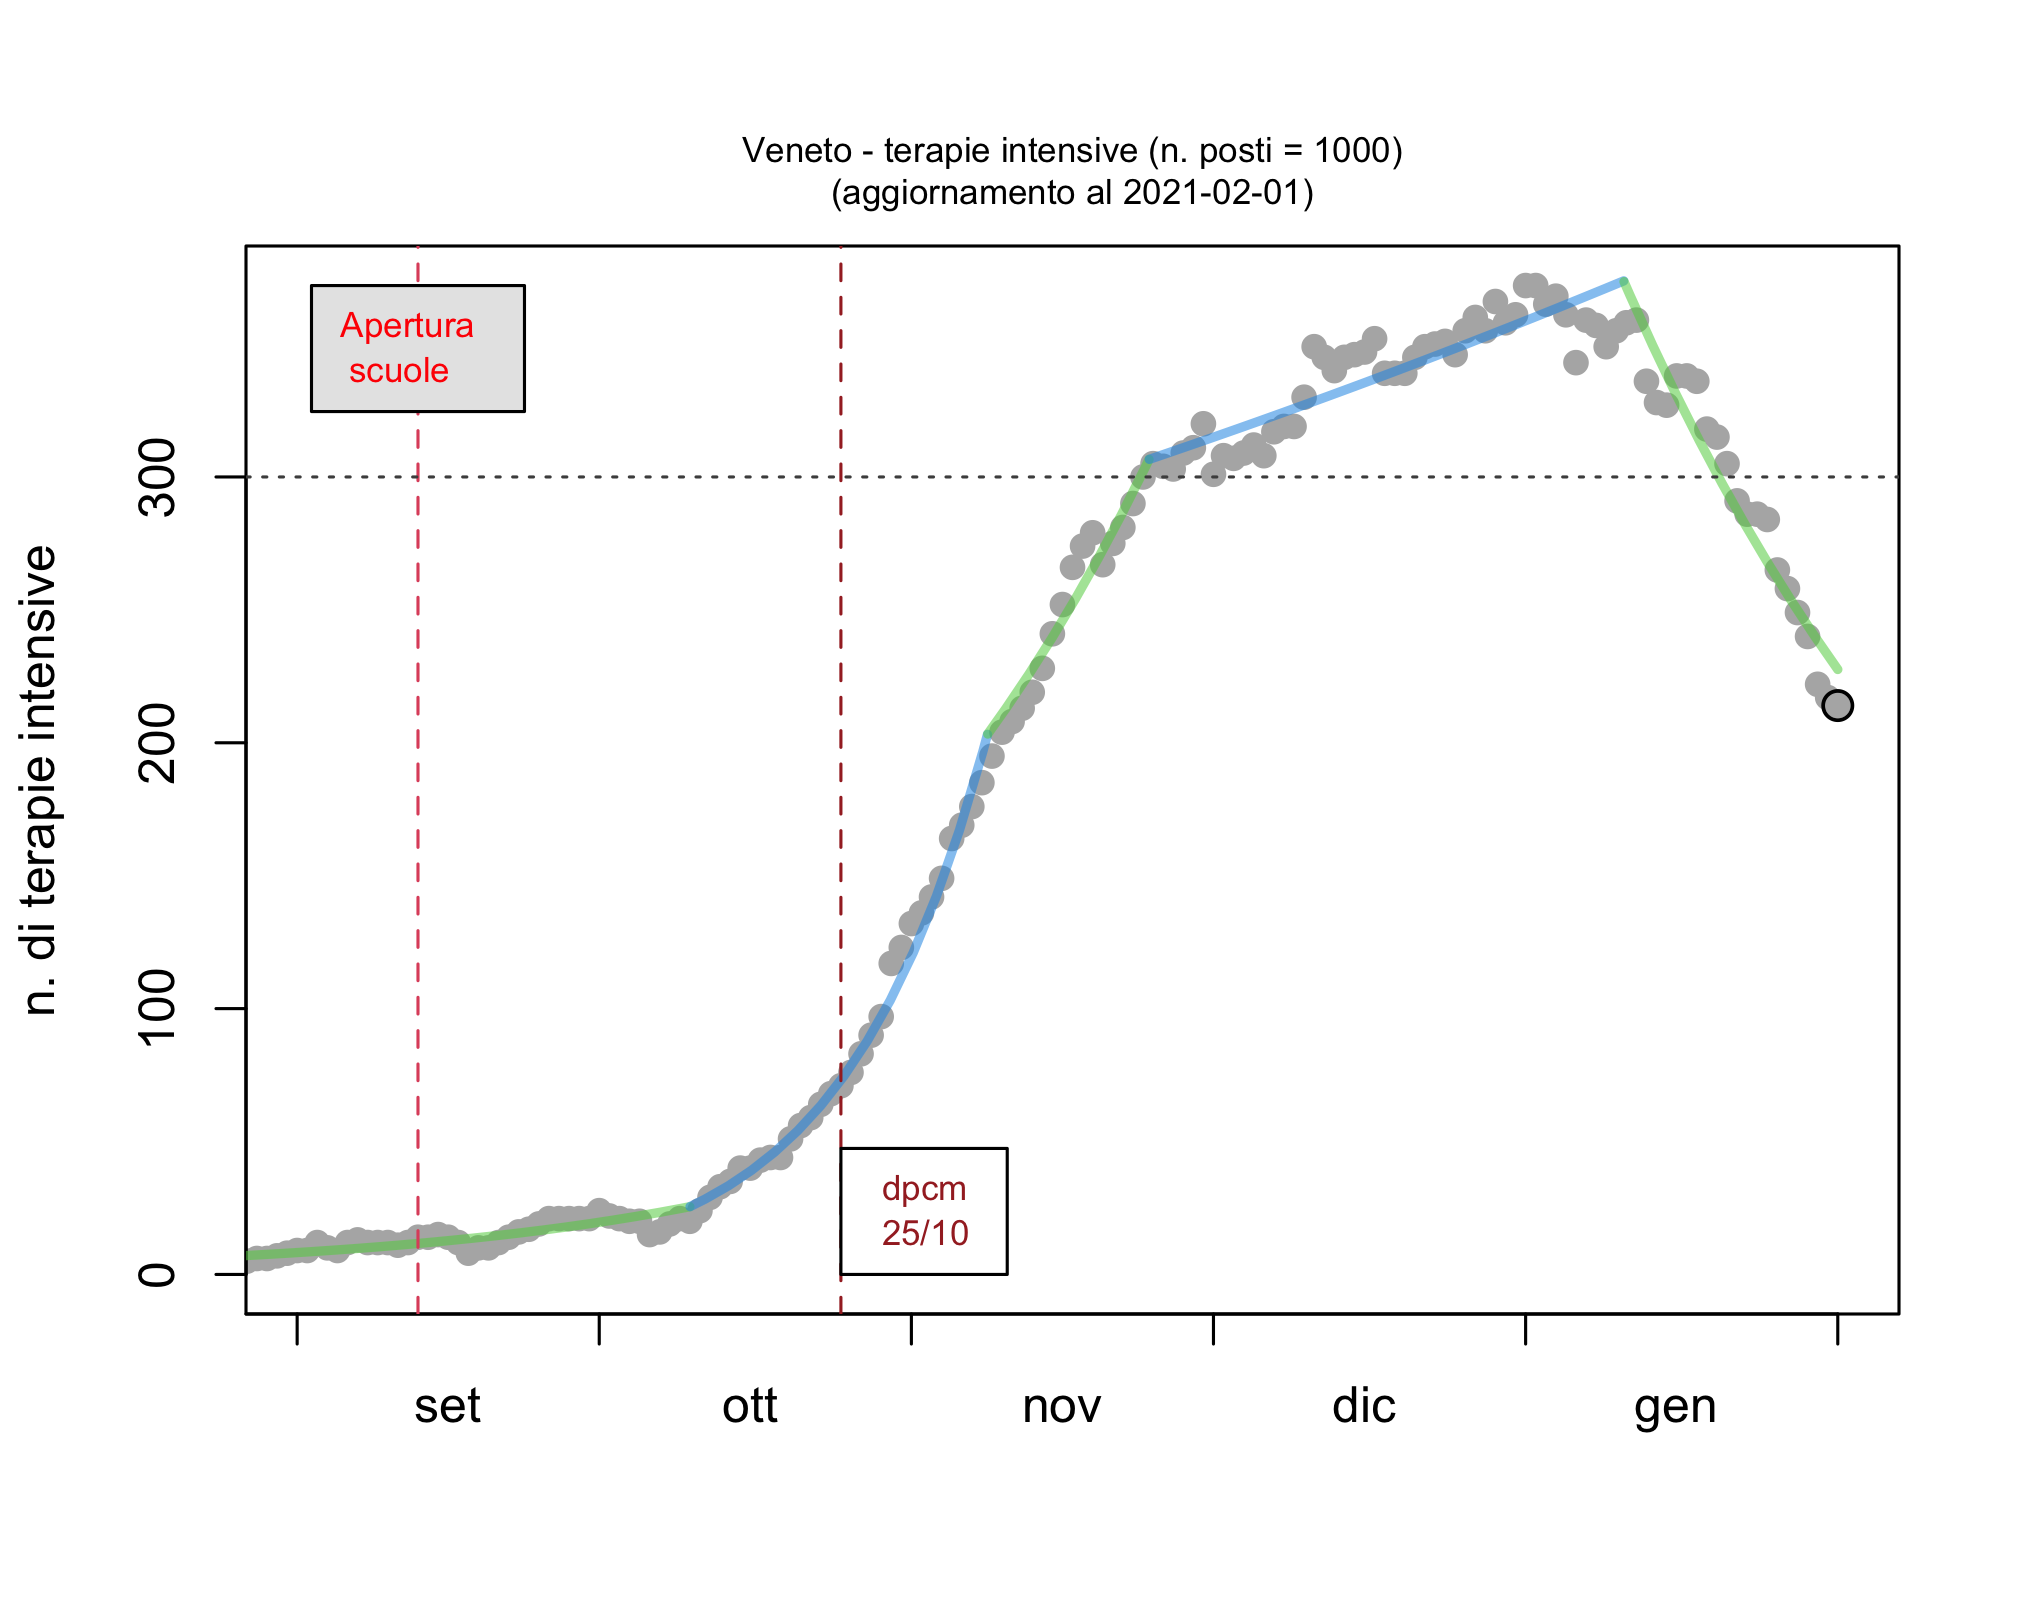 Veneto - terapie intensive (n. posti = 1000)
(aggiornamento al 2021-02-01)
n. di terapie intensive
300
200
100
0
Apertura
scuole
dpcm
25/10
set
ott
nov
dic
gen